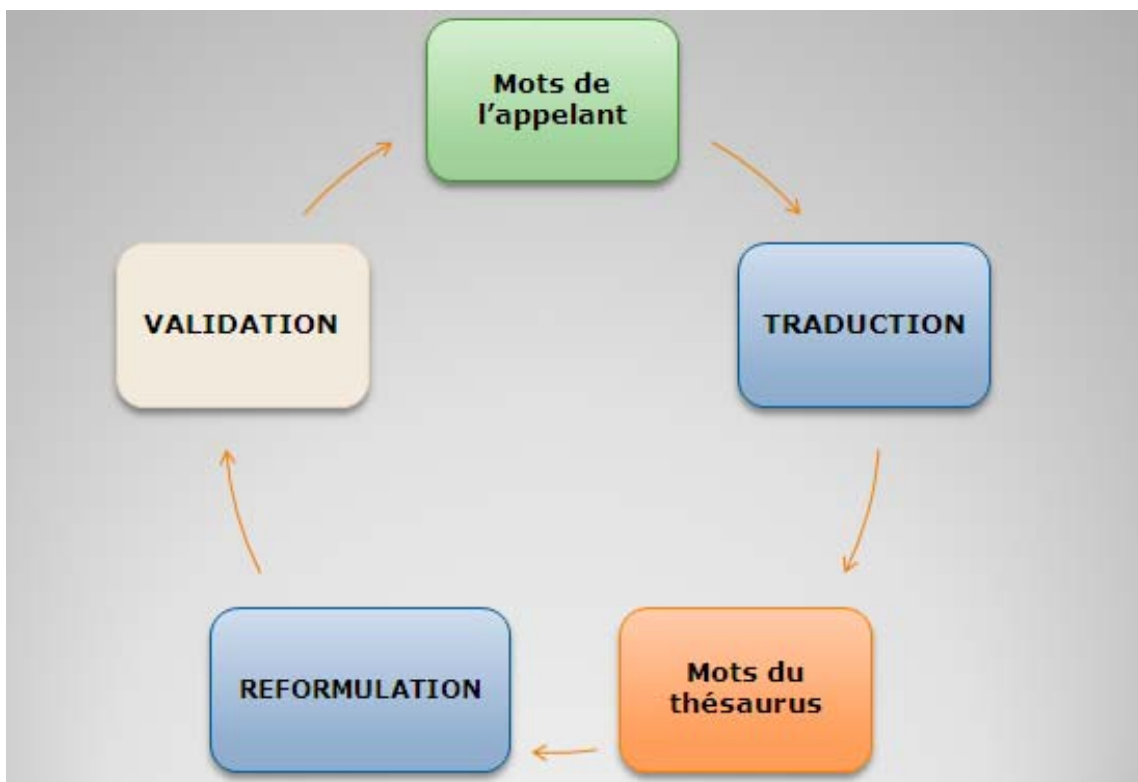 Mots de
l'appelant
TRADUCTION
Mots du
thésaurus
REFORMULATION
VALIDATION